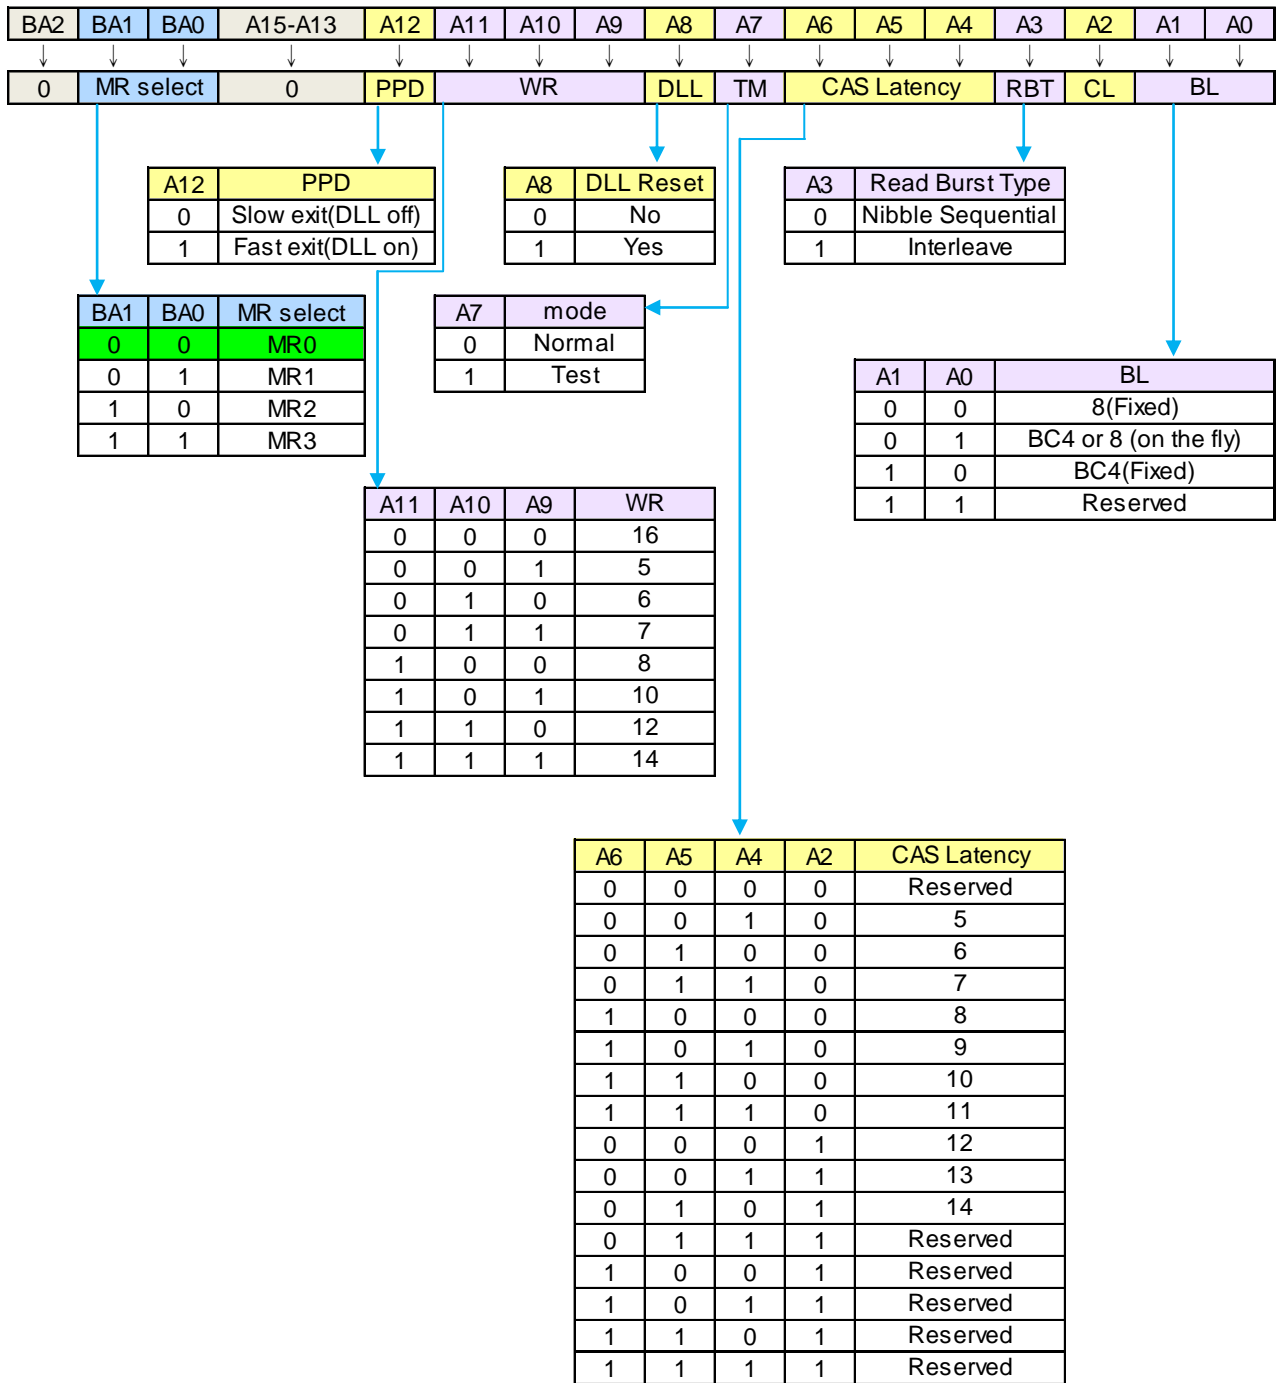 BA2 BA1 BA0 A15-A13 A12 A11 A10 A9 A8 A7 A6 A5 A4 A3 A2 A1 A0
0 MR select 0 PPD WR DLL TM CAS Latency RBT CL BL
A12 PPD
0 Slow exit(DLL off)
1 Fast exit(DLL on)
A8 DLL Reset
0 No
1 Yes
A3 Read Burst Type
0 Nibble Sequential
1 Interleave
BA1 BA0 MR select
0 0 MR0
0 1 MR1
1 0 MR2
1 1 MR3
A7 mode
0 Normal
1 Test
A1 A0 BL
0 0 8(Fixed)
0 1 BC4 or 8 (on the fly)
1 0 BC4(Fixed)
1 1 Reserved
A11 A10 A9 WR
0 0 0 16
0 0 1 5
0 1 0 6
0 1 1 7
1 0 0 8
1 0 1 10
1 1 0 12
1 1 1 14
A6 A5 A4 A2 CAS Latency
0 0 0 0 Reserved
0 0 1 0 5
0 1 0 0 6
0 1 1 0 7
1 0 0 0 8
1 0 1 0 9
1 1 0 0 10
1 1 1 0 11
0 0 0 1 12
0 0 1 1 13
0 1 0 1 14
0 1 1 1 Reserved
1 0 0 1 Reserved
1 0 1 1 Reserved
1 1 0 1 Reserved
1 1 1 1 Reserved